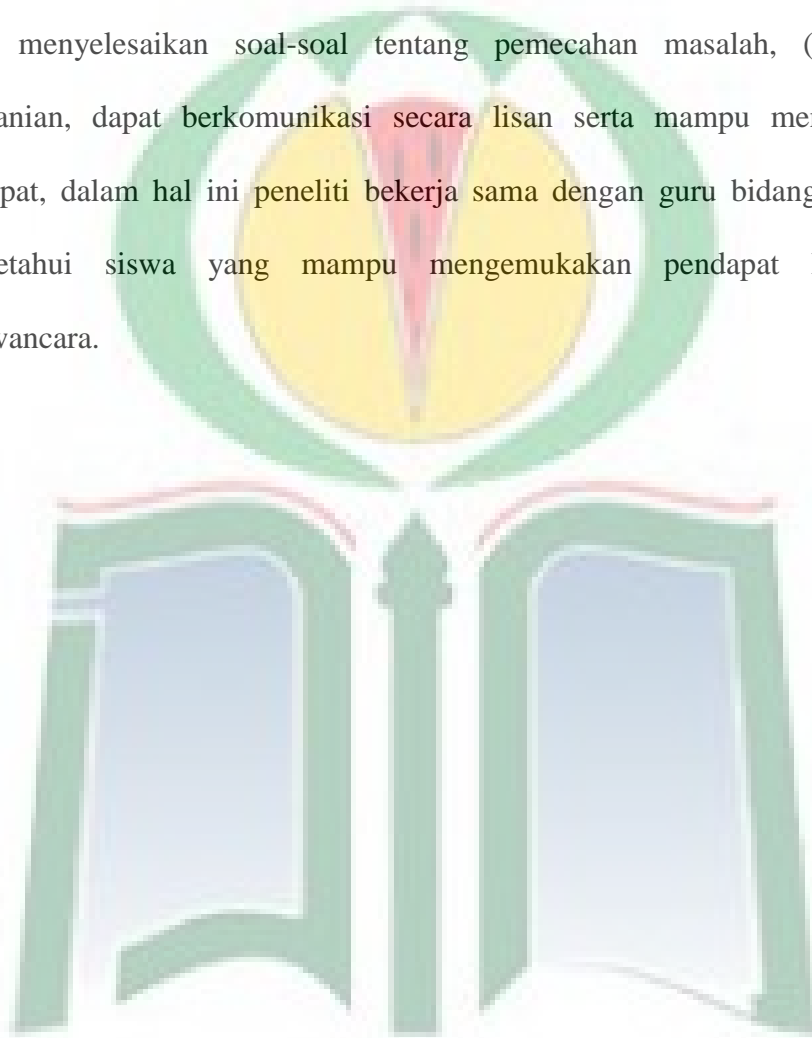 menyelesaikan soal-soal tentang pemecahan masalah, (
anian, dapat berkomunikasi secara lisan serta mampu
pat, dalam hal ini peneliti bekerja sama dengan guru bidang
etahui siswa yang mampu mengemukakan pendapat
vancara.